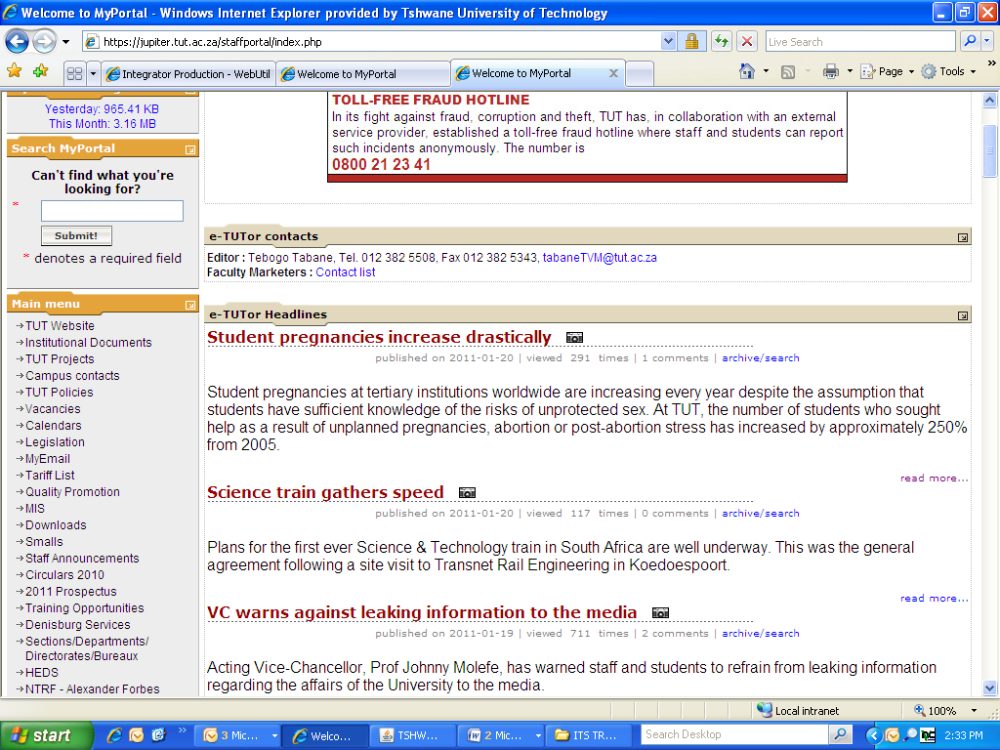 Welcome to MyPortal - Windows Internet Explorer provided by Tshwane University of Technology
https://jupiter.tut.ac.za/staffportal/index.php
Live Search
Integrator Production - WebUtil
Welcome to MyPortal
Welcome to MyPortal
Page
Tools
Yesterday: 965.41 KB
This Month: 3.16 MB
Search MyPortal
Can't find what you're
looking for?
*
Submit!
* denotes a required field
Main menu
TUT Website
Institutional Documents
TUT Projects
Campus contacts
TUT Policies
Vacancies
Calendars
Legislation
MyEmail
Tariff List
Quality Promotion
MIS
Downloads
Smalls
Staff Announcements
Circulars 2010
2011 Prospectus
Training Opportunities
Denisburg Services
Sections/Departments/
Directorates/Bureaux
HEDS
NTRF - Alexander Forbes
TOLL-FREE FRAUD HOTLINE
In its fight against fraud, corruption and theft, TUT has, in collaboration with an external
service provider, established a toll-free fraud hotline where staff and students can report
such incidents anonymously. The number is
0800 21 23 41
e-TUTor contacts
Editor : Tebogo Tabane, Tel. 012 382 5508, Fax 012 382 5343, tabaneTVM@tut.ac.za
Faculty Marketers : Contact list
e-TUTor Headlines
Student pregnancies increase drastically
published on 2011-01-20 | viewed 291 times | 1 comments | archive/search
Student pregnancies at tertiary institutions worldwide are increasing every year despite the assumption that
students have sufficient knowledge of the risks of unprotected sex. At TUT, the number of students who sought
help as a result of unplanned pregnancies, abortion or post-abortion stress has increased by approximately 250%
from 2005.
read more...
Science train gathers speed
published on 2011-01-20 | viewed 117 times | 0 comments | archive/search
Plans for the first ever Science & Technology train in South Africa are well underway. This was the general
agreement following a site visit to Transnet Rail Engineering in Koedoespoort.
read more...
VC warns against leaking information to the media
published on 2011-01-19 | viewed 711 times | 2 comments | archive/search
Acting Vice-Chancellor, Prof Johnny Molefe, has warned staff and students to refrain from leaking information
regarding the affairs of the University to the media.
Local intranet
100%
start
3 Mic...
Welco...
TSHW...
2 Mic...
ITS TR...
Search Desktop
2:33 PM